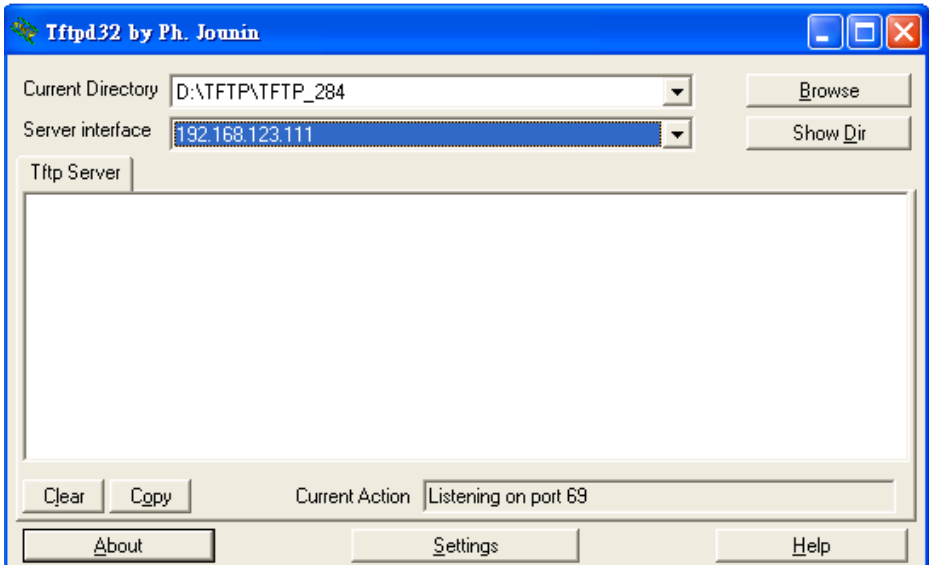 Tftpd32 by Ph. Jounin
Current Directory D:\TFTP\TFTP_284 Browse
Server interface 192.168.123.111 Show Dir
Tftp Server
Clear Copy Current Action Listening on port 69
About Settings Help